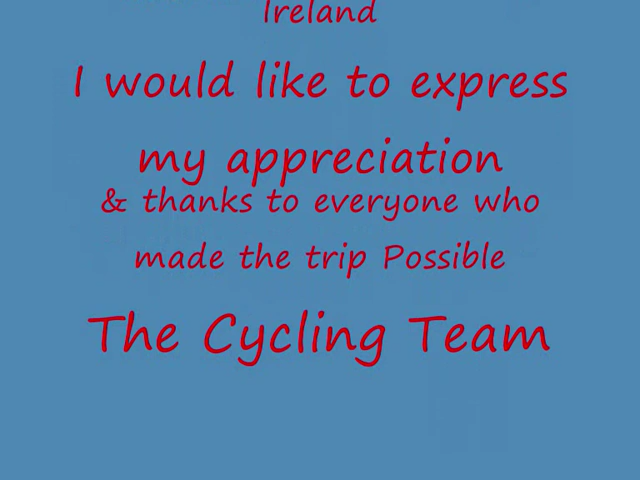 Ireland
I would like to express
my appreciation
& thanks to everyone who
made the trip Possible
The Cycling Team